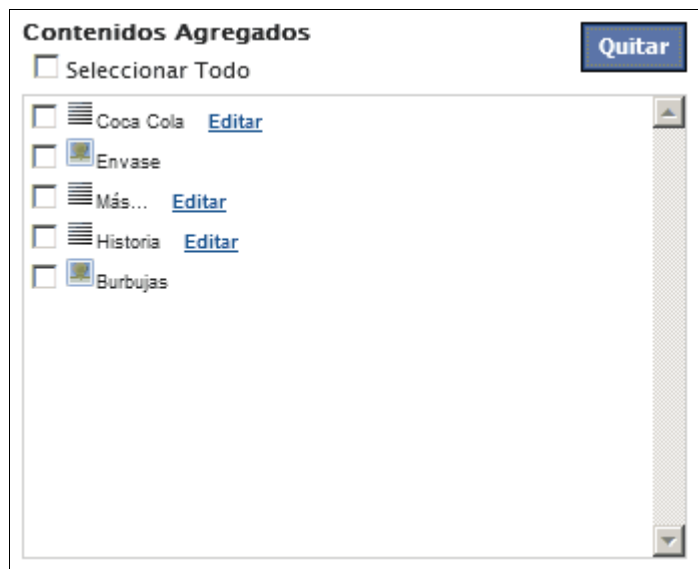 Contenidos Agregados
Quitar
Seleccionar Todo
Coca Cola Editar
Envase
Más... Editar
Historia Editar
Burbujas